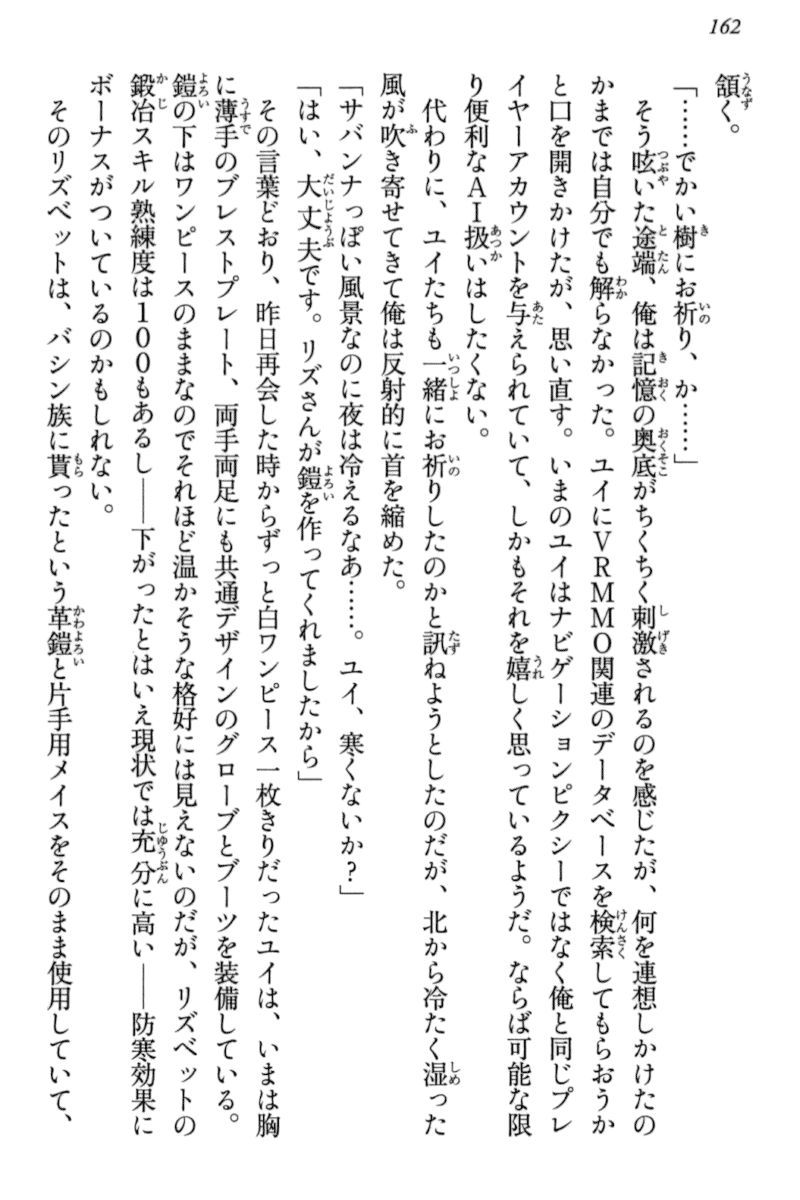 162
頷く。
「……でかい樹にお祈り、か……」
　そう呟いた途端、俺は記憶の奥底がちくちく刺激されるのを感じたが、何を連想しかけたの
かまでは自分でも解らなかった。ユイにＶＲＭＭＯ関連のデータベースを検索してもらおうか
と口を開きかけたが、思い直す。いまのユイはナビゲーションピクシーではなく俺と同じプレ
イヤーアカウントを与えられていて、しかもそれを嬉しく思っているようだ。ならば可能な限
り便利なＡＩ扱いはしたくない。
　代わりに、ユイたちも一緒にお祈りしたのかと訊ねようとしたのだが、北から冷たく湿った
風が吹き寄せてきて俺は反射的に首を縮めた。
「サバンナっぽい風景なのに夜は冷えるなあ……。ユイ、寒くないか？」
「はい、大丈夫です。リズさんが鎧を作ってくれましたから」
　その言葉どおり、昨日再会した時からずっと白ワンピース一枚きりだったユイは、いまは胸
に薄手のブレストプレート、両手両足にも共通デザインのグローブとブーツを装備している。
鎧の下はワンピースのままなのでそれほど温かそうな格好には見えないのだが、リズベットの
鍛冶スキル熟練度は１００もあるし――下がったとはいえ現状では充分に高い――防寒効果に
ボーナスがついているのかもしれない。
　そのリズベットは、バシン族に貰ったという革鎧と片手用メイスをそのまま使用していて、